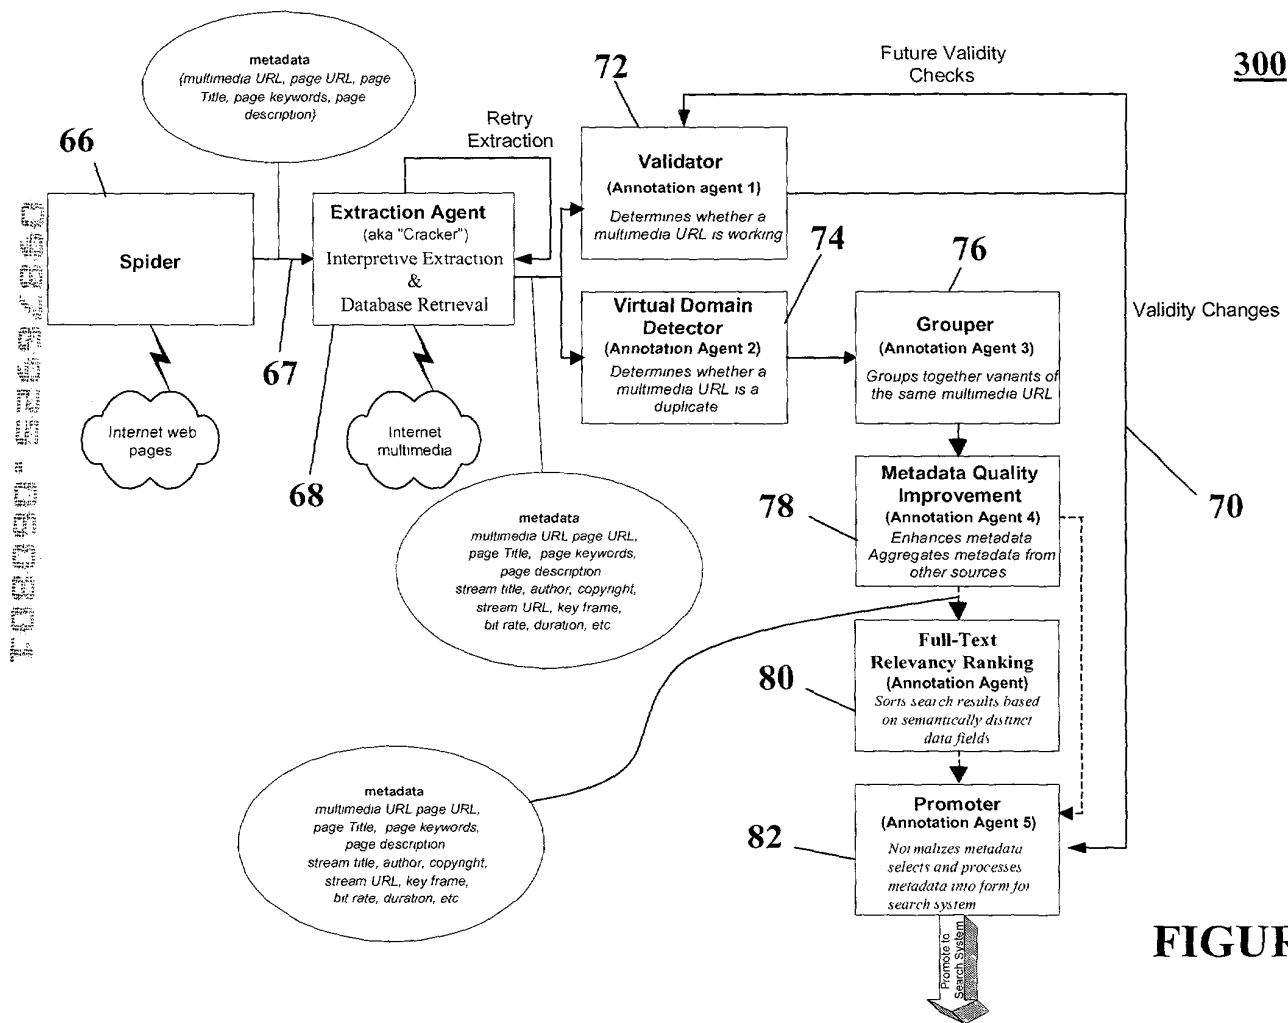 300
72
Future Validity
Checks
metadata
{multimedia URL, page URL, page
Title, page keywords, page
description}
66
Retry
Extraction
Validator
(Annotation agent 1)
Determines whether a
multimedia URL is working
Spider
Extraction Agent
(aka "Cracker")
Interpretive Extraction
&
Database Retrieval
67
74
76
Virtual Domain
Detector
(Annotation Agent 2)
Determines whether a
multimedia URL is a
duplicate
Grouper
(Annotation Agent 3)
Groups together variants of
the same multimedia URL
Validity Changes
Internet web
pages
Internet
multimedia
68
70
78
Metadata Quality
Improvement
(Annotation Agent 4)
Enhances metadata
Aggregates metadata from
other sources
metadata
multimedia URL page URL,
page Title, page keywords,
page description
stream title, author, copyright,
stream URL, key frame,
bit rate, duration, etc
80
Full-Text
Relevancy Ranking
(Annotation Agent)
Sorts search results based
on semantically distinct
data fields
metadata
multimedia URL page URL,
page Title, page keywords,
page description
stream title, author, copyright,
stream URL, key frame,
bit rate, duration, etc
82
Promoter
(Annotation Agent 5)
Normalizes metadata
selects and processes
metadata into form for
search system
Promote to
Search System
FIGUR